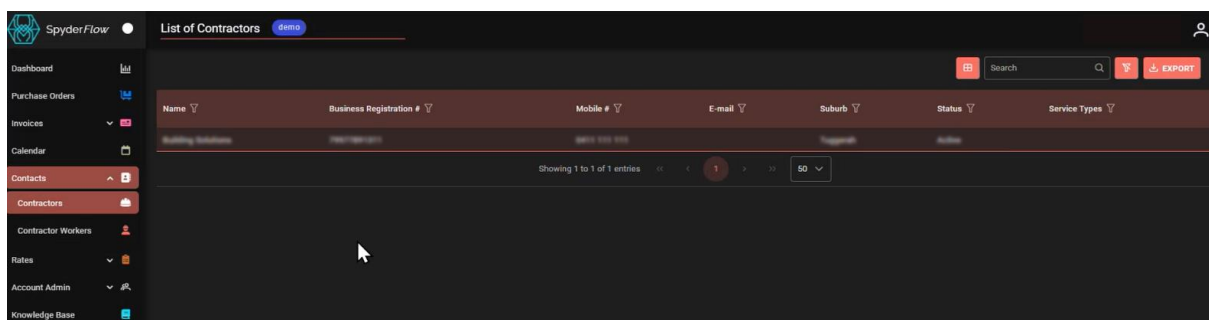 SpyderFlow
List of Contractors demo
Dashboard
Search
EXPORT
Purchase Orders
Name Business Registration # Mobile # E-mail Suburb Status Service Types
Invoices
Calendar
Showing 1 to 1 of 1 entries « ‹ 1 › » 50
Contacts
Contractors
Contractor Workers
Rates
Account Admin
Knowledge Base